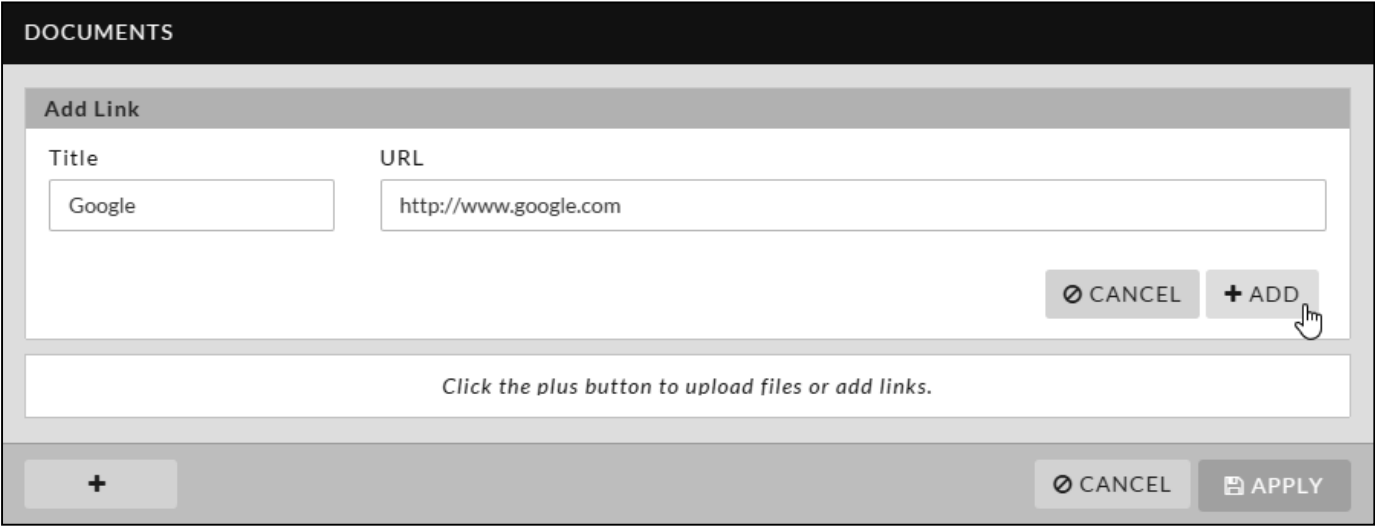 DOCUMENTS
Add Link
Title URL
Google http://www.google.com
CANCEL ADD
Click the plus button to upload files or add links.
CANCEL APPLY